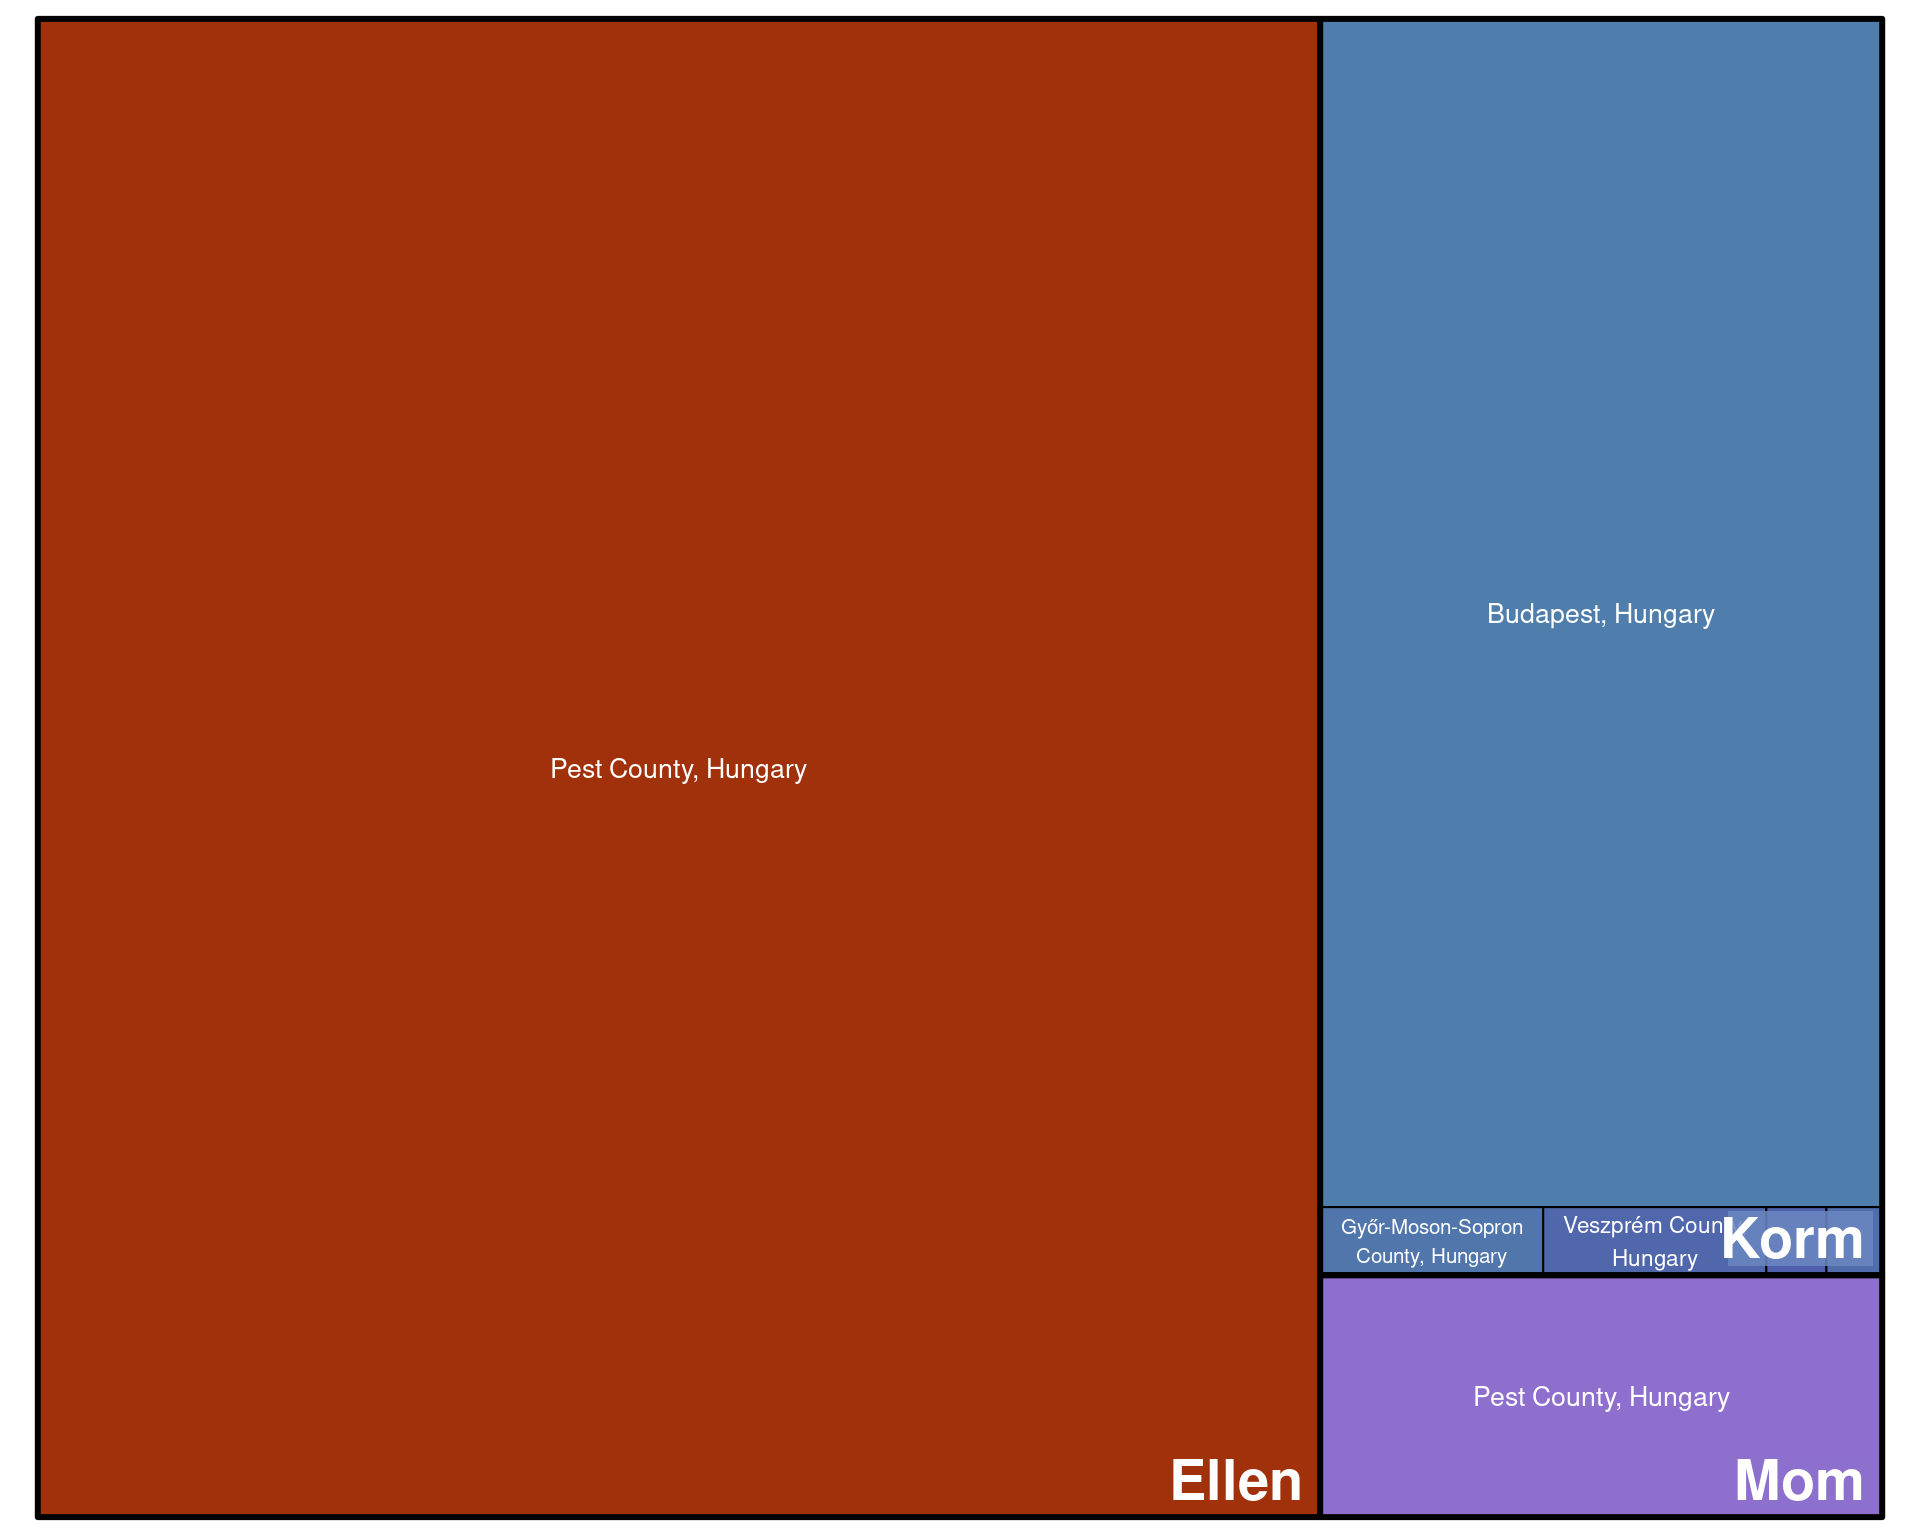 Pest County, Hungary
Ellen
Budapest, Hungary
Győr-Moson-Sopron
County, Hungary
Veszprém Coun
Hungary
Korm
Pest County, Hungary
Mom